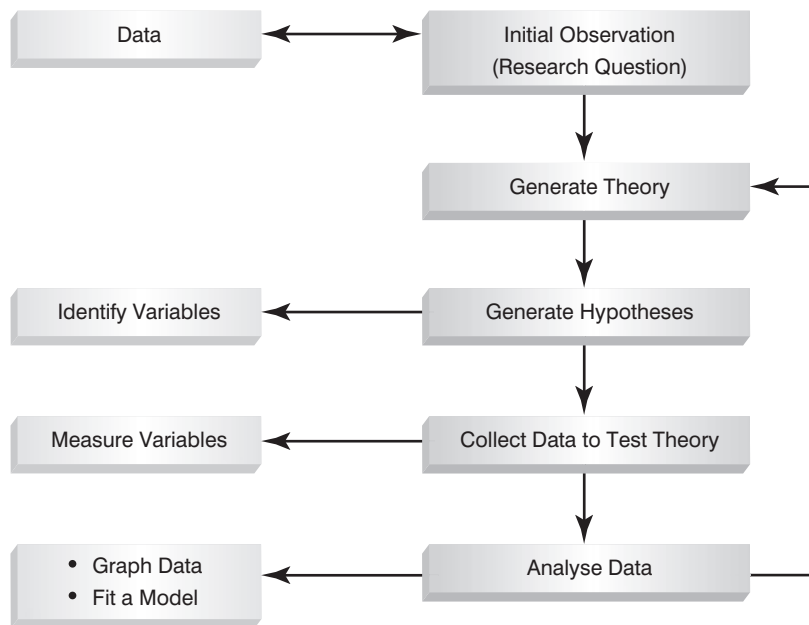 Data
Initial Observation
(Research Question)
Generate Theory
Identify Variables
Generate Hypotheses
Measure Variables
Collect Data to Test Theory
• Graph Data
• Fit a Model
Analyse Data